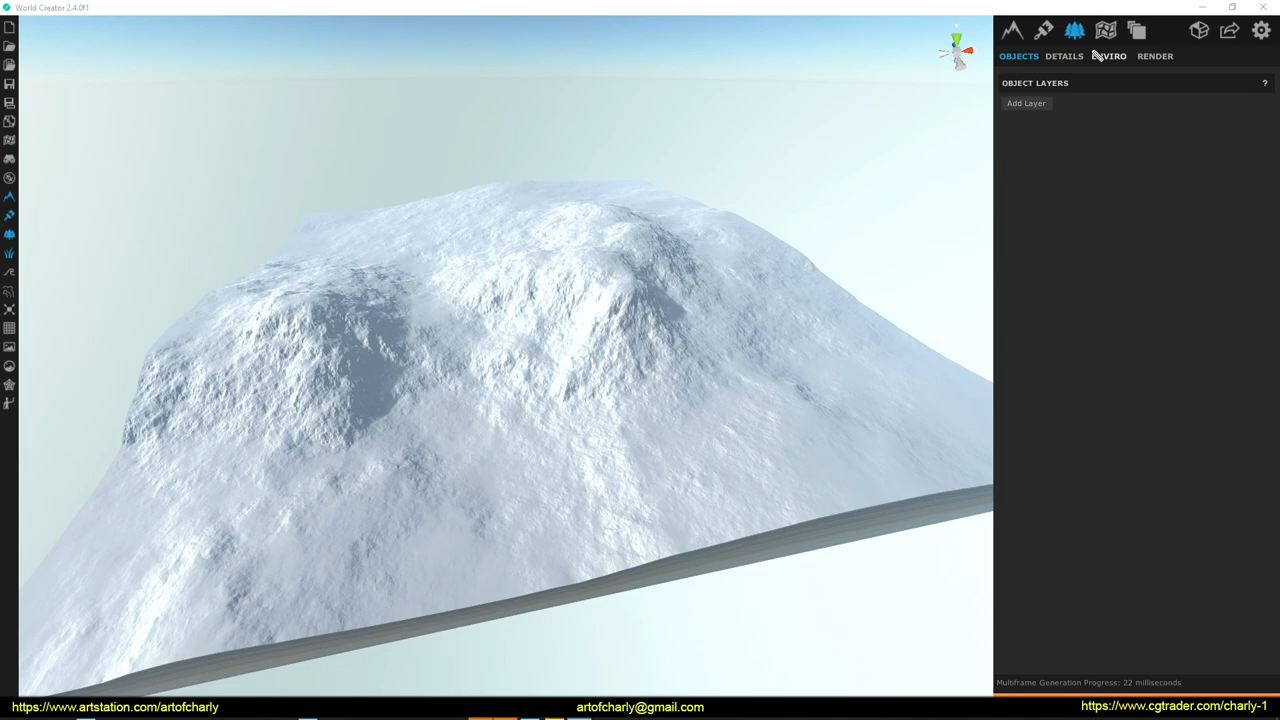 World Creator 2.4.0f1
OBJECTS DETAILS ENVIRO RENDER
OBJECT LAYERS ?
Add Layer
Multiframe Generation Progress: 22 milliseconds
https://www.artstation.com/artofcharly artofcharly@gmail.com https://www.cgtrader.com/charly-1